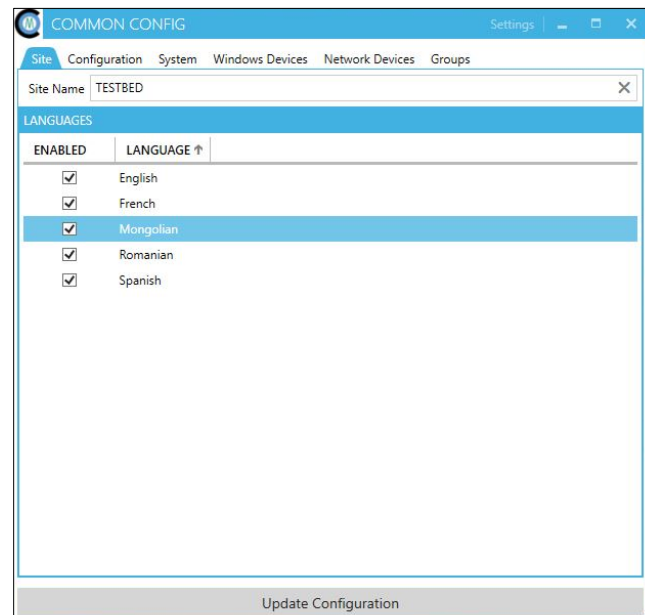 COMMON CONFIG Settings
Site Configuration System Windows Devices Network Devices Groups
Site Name TESTBED
LANGUAGES
ENABLED LANGUAGE
English
French
Mongolian
Romanian
Spanish
Update Configuration